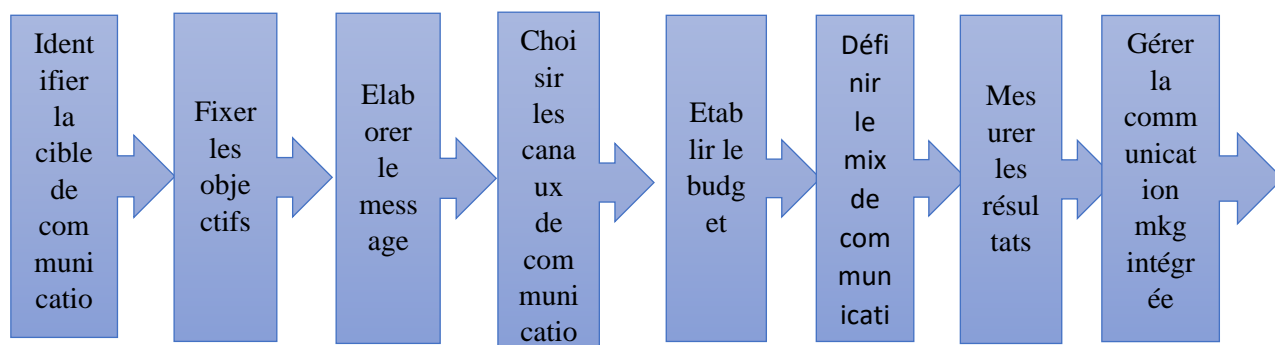 Ident
ifier
la
cible
de
com
muni
catio
Fixer
les
obje
ctifs
Elab
orer
le
mess
age
Choi
sir
les
cana
ux
de
com
muni
catio
Etab
lir le
budg
et
Défi
nir
le
mix
de
com
mun
icati
Mes
urer
les
résul
tats
Gérer
la
comm
unicat
ion
mkg
intégr
ée